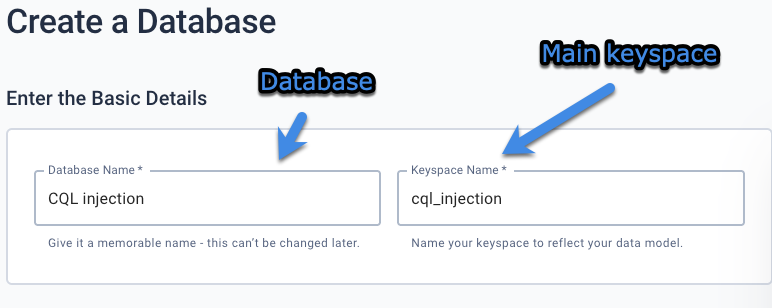 Create a Database
Main keyspace
Database
Enter the Basic Details
Database Name *
Keyspace Name *
CQL injection
cql_injection
Give it a memorable name - this can't be changed later.
Name your keyspace to reflect your data model.